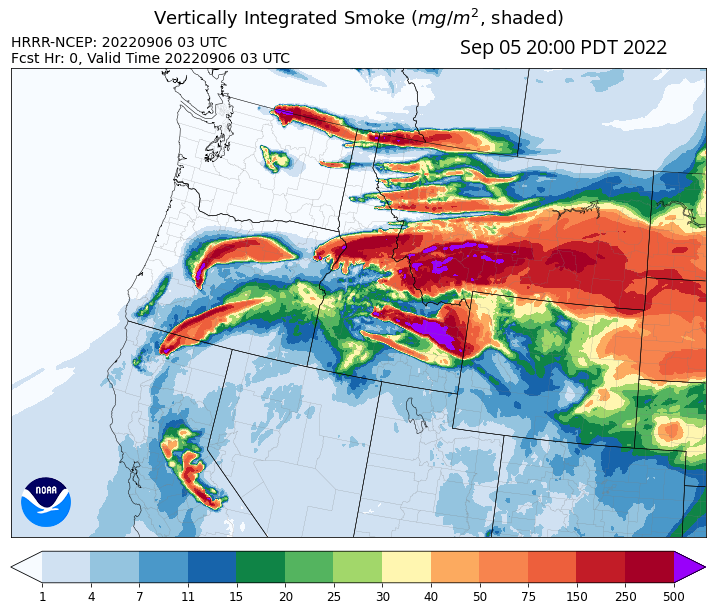 Vertically Integrated Smoke (mg/m², shaded)
HRRR-NCEP: 20220906 03 UTC
Fcst Hr: 0, Valid Time 20220906 03 UTC
Sep 05 20:00 PDT 2022
NOAA
1 4 7 11 15 20 25 30 40 50 75 150 250 500